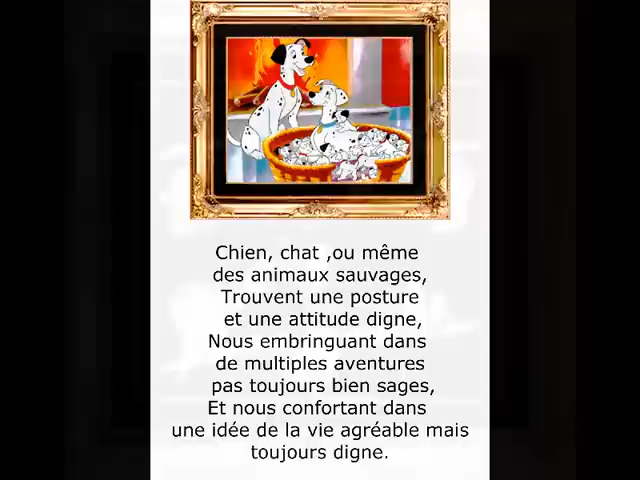 Chien, chat ,ou même
des animaux sauvages,
Trouvent une posture
et une attitude digne,
Nous embringuant dans
de multiples aventures
pas toujours bien sages,
Et nous confortant dans
une idée de la vie agréable mais
toujours digne.